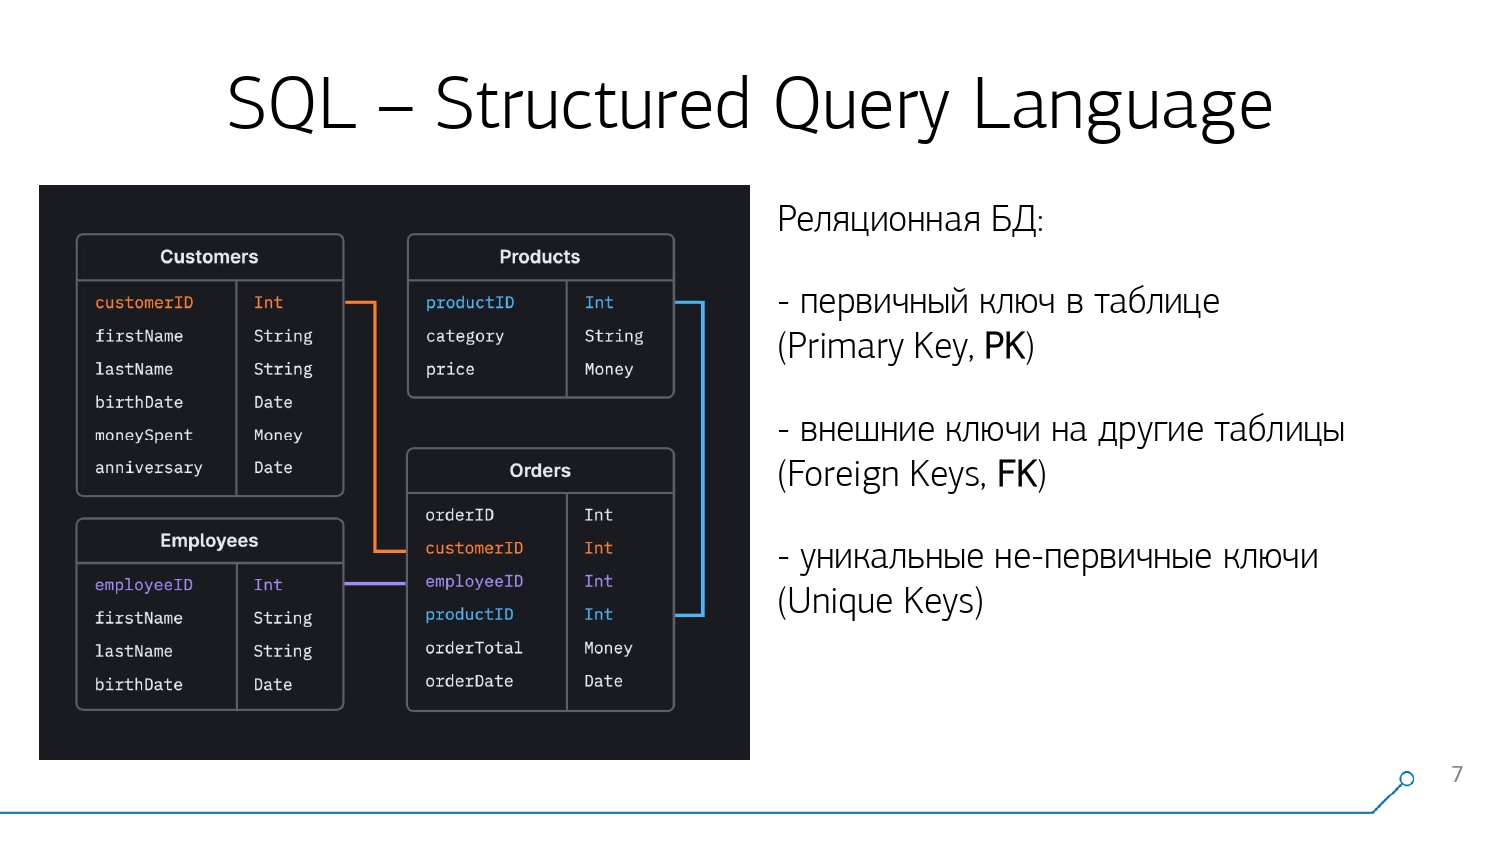 SQL – Structured Query Language
Customers
customerID Int
firstName String
lastName String
birthDate Date
moneySpent Money
anniversary Date
Products
productID Int
category String
price Money
Employees
employeeID Int
firstName String
lastName String
birthDate Date
Orders
orderID Int
customerID Int
employeeID Int
productID Int
orderTotal Money
orderDate Date
Реляционная БД:
- первичный ключ в таблице
(Primary Key, PK)
- внешние ключи на другие таблицы
(Foreign Keys, FK)
- уникальные не-первичные ключи
(Unique Keys)
7